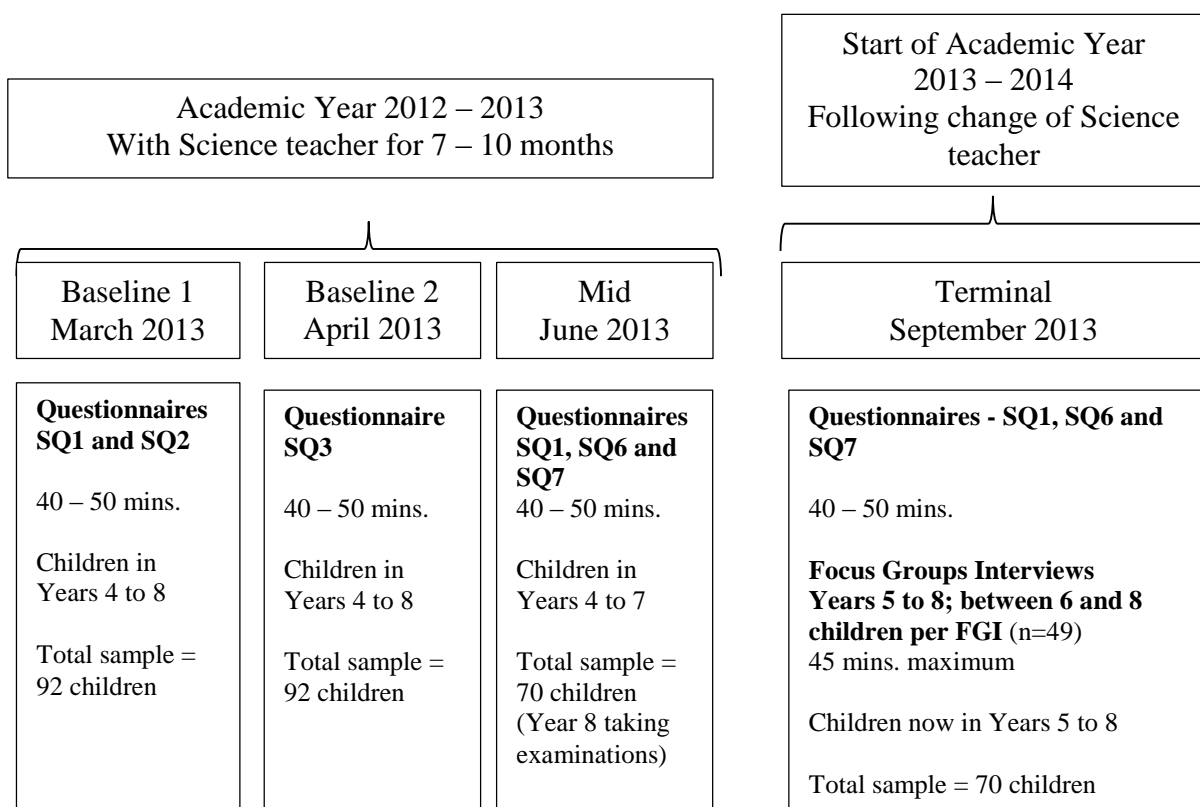 Academic Year 2012 – 2013
With Science teacher for 7 – 10 months
Start of Academic Year
2013 – 2014
Following change of Science
teacher
Baseline 1
March 2013
Baseline 2
April 2013
Mid
June 2013
Terminal
September 2013
Questionnaires
SQ1 and SQ2
40 – 50 mins.
Children in
Years 4 to 8
Total sample =
92 children
Questionnaire
SQ3
40 – 50 mins.
Children in
Years 4 to 8
Total sample =
92 children
Questionnaires
SQ1, SQ6 and
SQ7
40 – 50 mins.
Children in
Years 4 to 7
Total sample =
70 children
(Year 8 taking
examinations)
Questionnaires - SQ1, SQ6 and
SQ7
40 – 50 mins.
Focus Groups Interviews
Years 5 to 8; between 6 and 8
children per FGI (n=49)
45 mins. maximum
Children now in Years 5 to 8
Total sample = 70 children